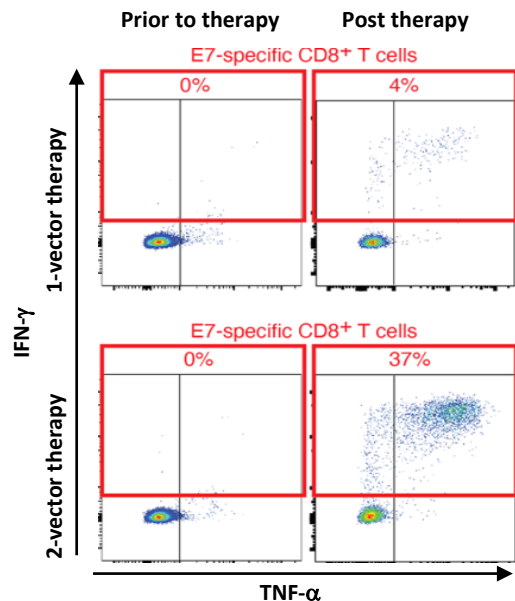 Prior to therapy Post therapy
E7-specific CD8+ T cells
0% 4%
1-vector therapy
IFN-γ
E7-specific CD8+ T cells
0% 37%
2-vector therapy
TNF-α